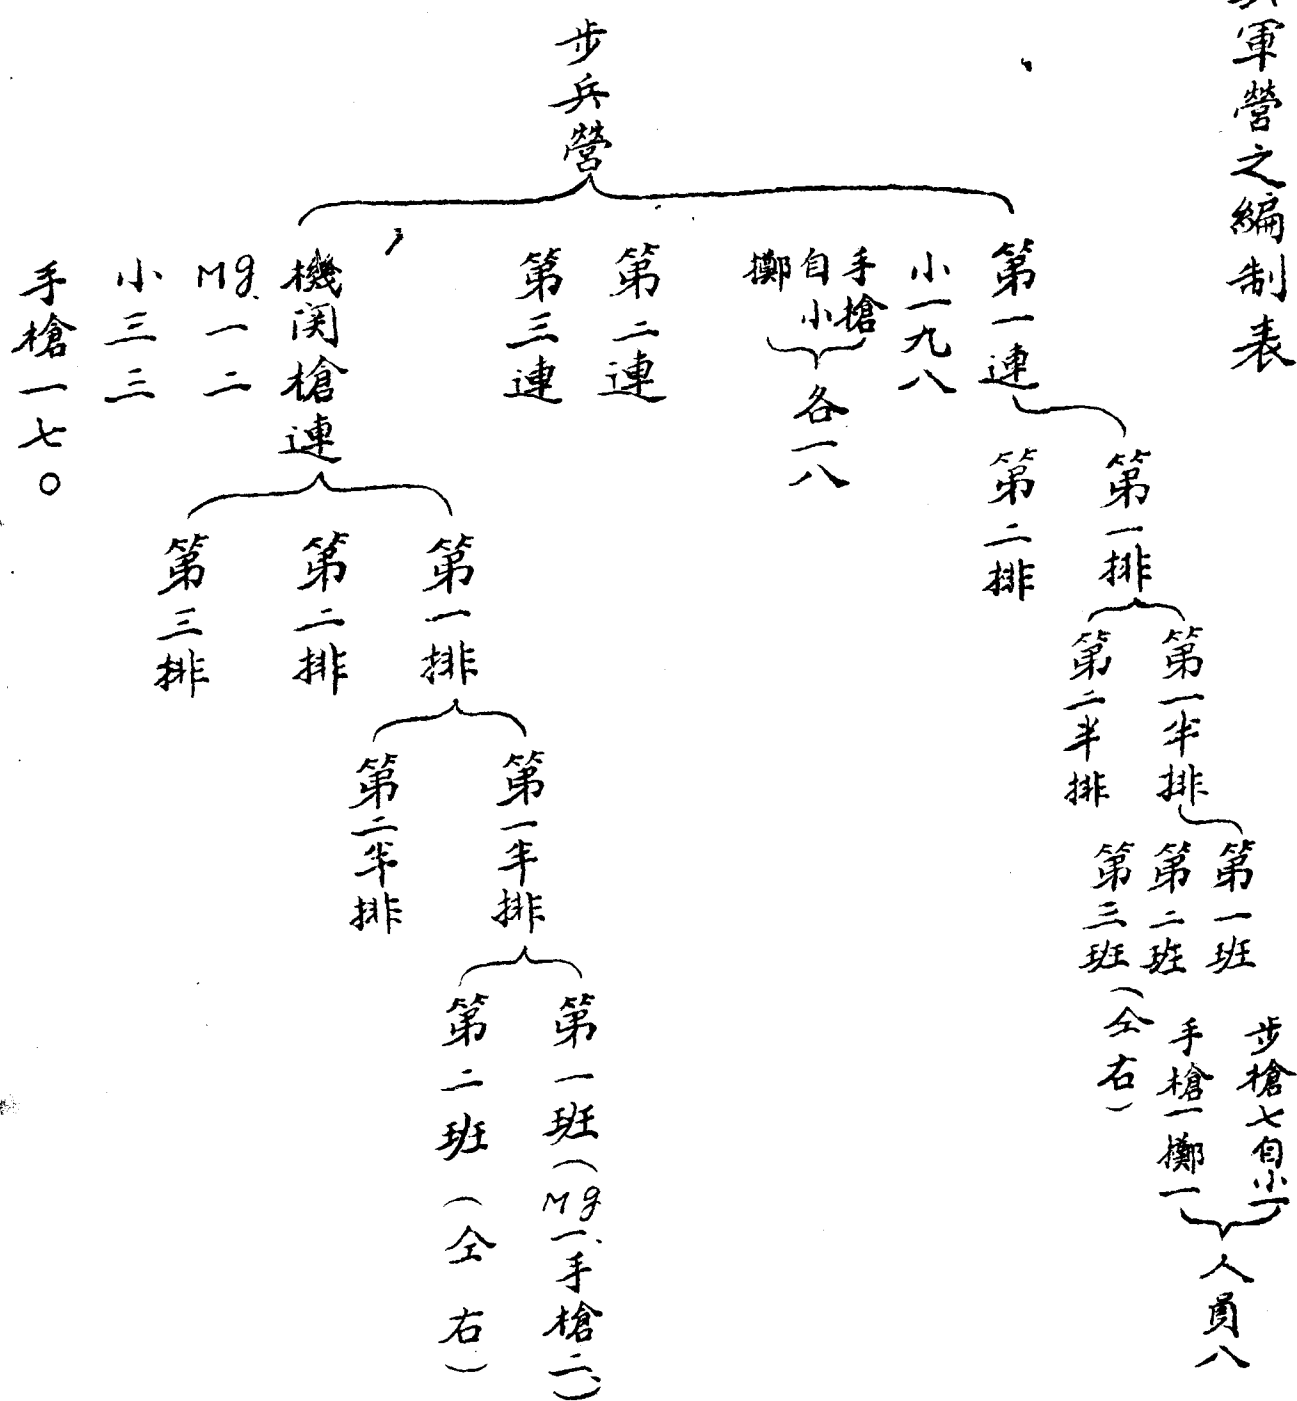 軍營之編制表
步兵營
第一連
小一九八
手槍
自小
擲
各一八
第二連
第三連
機関槍連
Mg.一二
小三三
手槍一七〇
第一排
第二排
第一半排
第二半排
第一班
第二班
第三班(仝右)
步槍七自小一
手槍一擲一
人員八
第一排
第二排
第三排
第一半排
第二半排
第一班(Mg一、手槍二)
第二班(仝右)